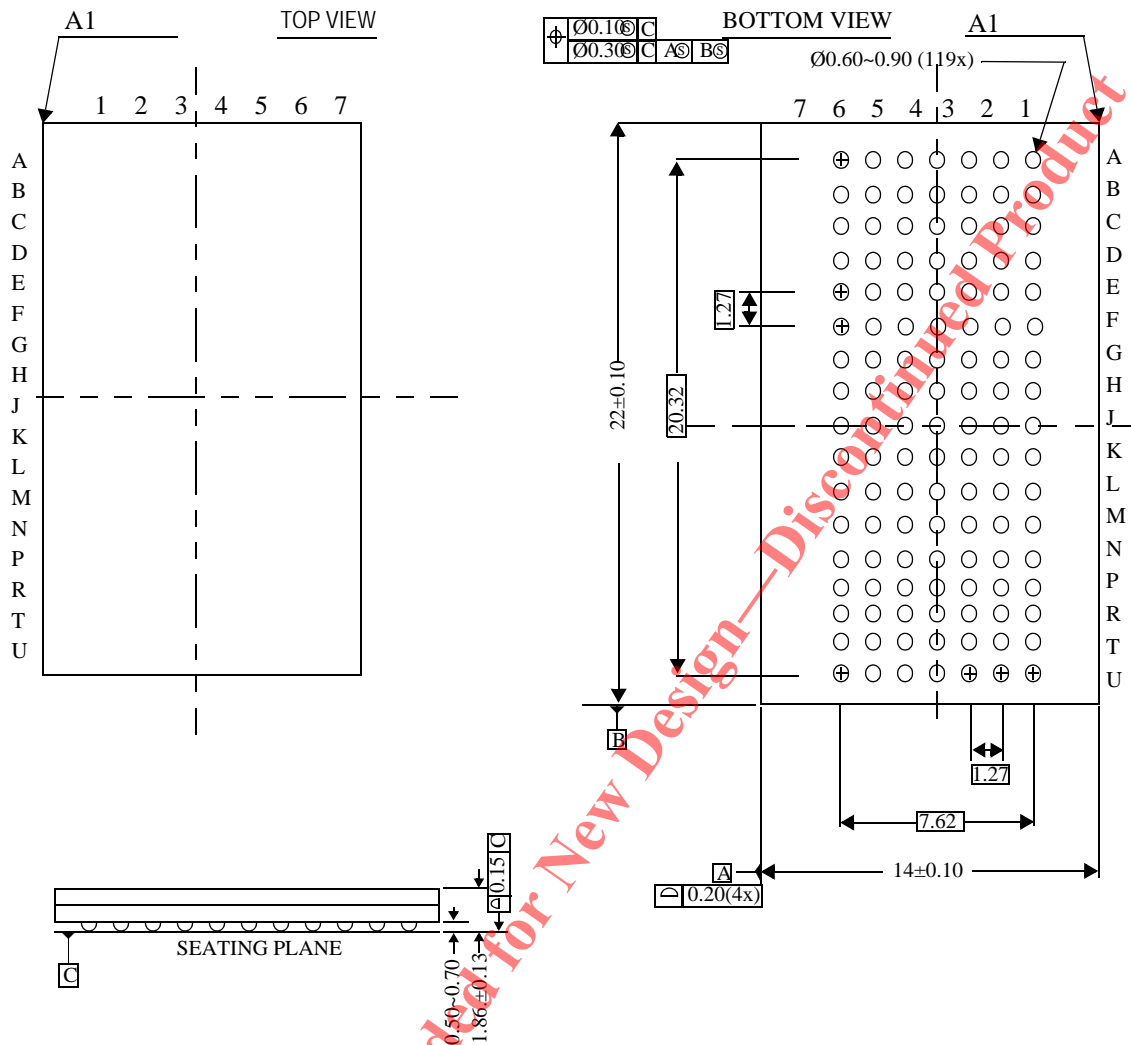 A1
TOP VIEW
1 2 3 4 5 6 7
A
B
C
D
E
F
G
H
J
K
L
M
N
P
R
T
U
Ø0.10Ⓢ C
Ø0.30Ⓢ C AⓈ BⓈ
BOTTOM VIEW
A1
Ø0.60~0.90 (119x)
7 6 5 4 3 2 1
A
B
C
D
E
F
G
H
J
K
L
M
N
P
R
T
U
1.27
22±0.10
20.32
B
1.27
7.62
A
14±0.10
0.20(4x)
0.15 C
SEATING PLANE
C
0.50~0.70
1.86.±0.13
ded for New Design—Discontinued Product